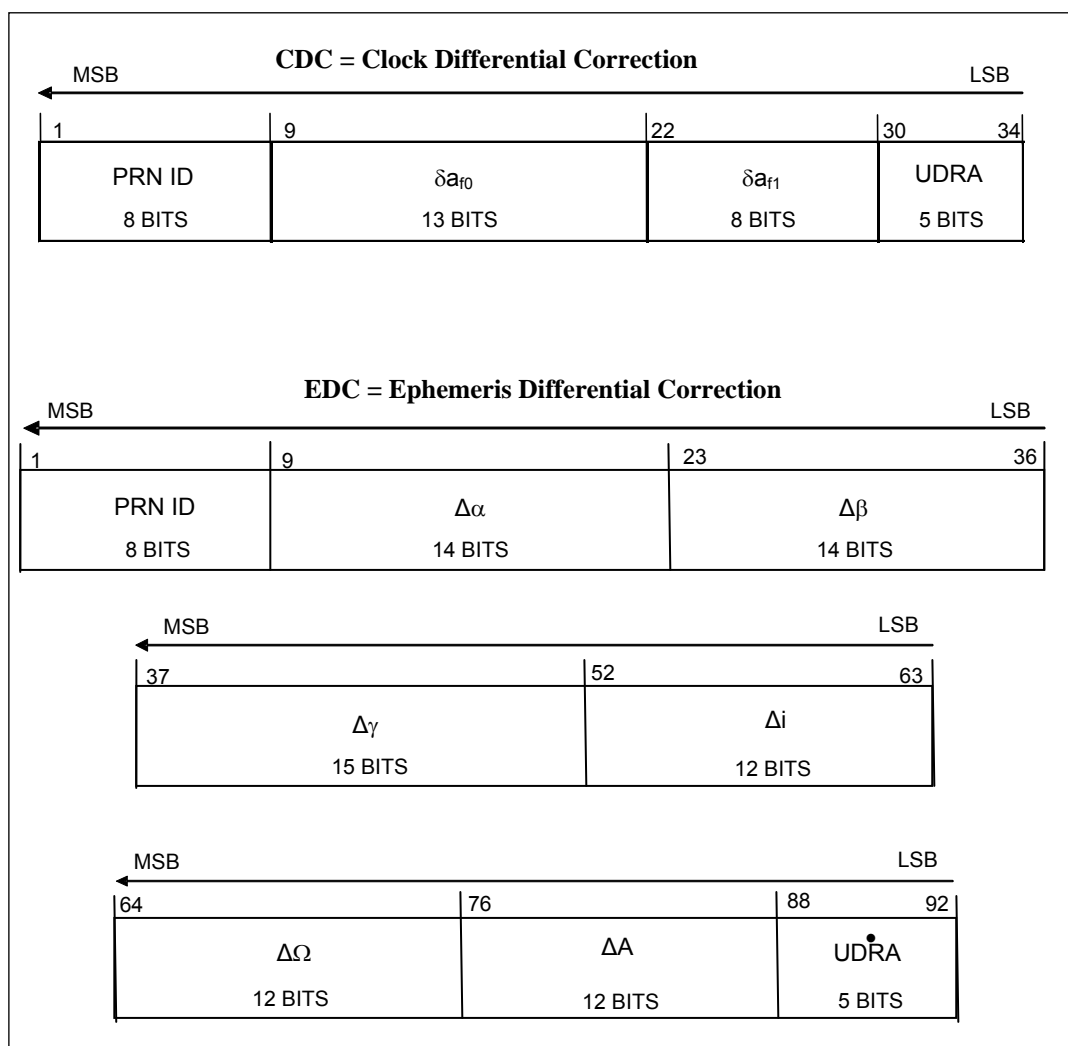 CDC = Clock Differential Correction
MSB LSB
1 9 22 30 34
PRN ID δaf0 δaf1 UDRA
8 BITS 13 BITS 8 BITS 5 BITS
EDC = Ephemeris Differential Correction
MSB LSB
1 9 23 36
PRN ID Δα Δβ
8 BITS 14 BITS 14 BITS
MSB LSB
37 52 63
Δγ Δi
15 BITS 12 BITS
MSB LSB
64 76 88 92
ΔΩ ΔA UDṘA
12 BITS 12 BITS 5 BITS